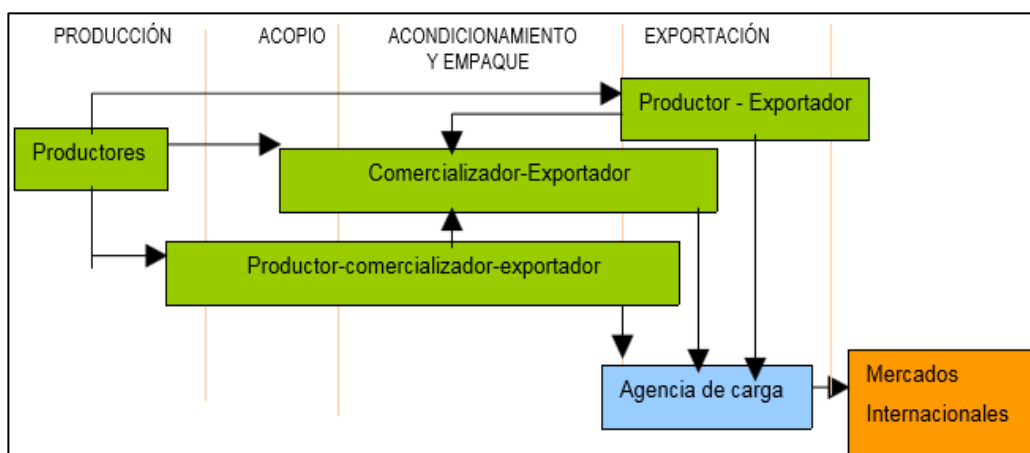 PRODUCCIÓN
ACOPIO
ACONDICIONAMIENTO
Y EMPAQUE
EXPORTACIÓN
Productor - Exportador
Productores
Comercializador-Exportador
Productor-comercializador-exportador
Agencia de carga
Mercados
Internacionales